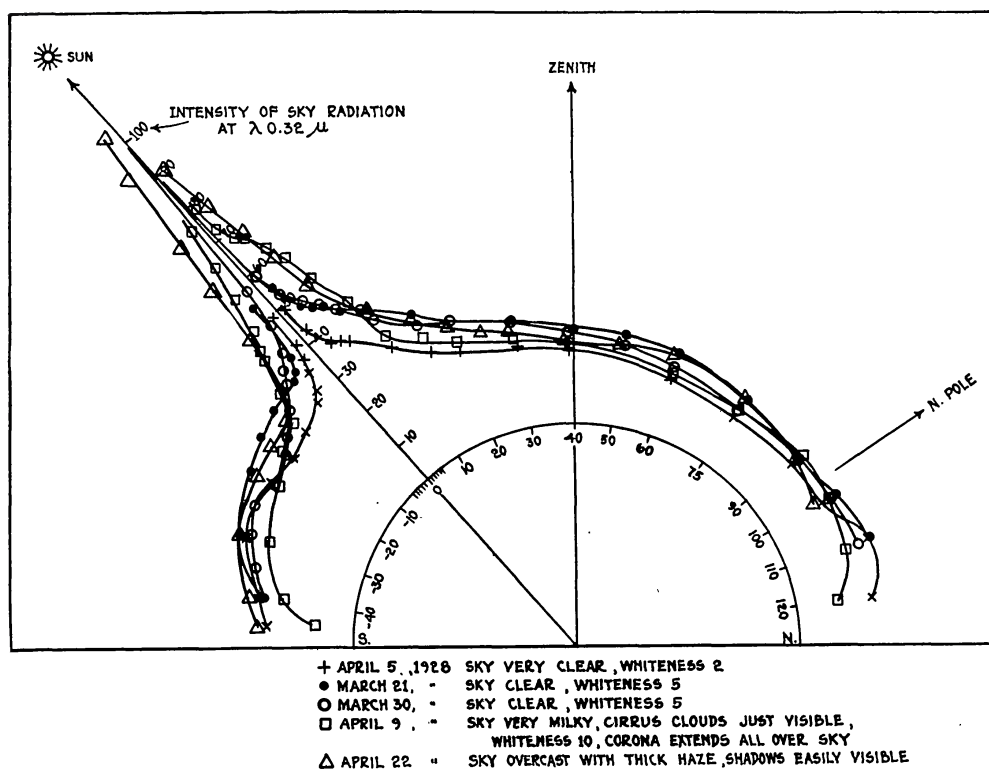 SUN
ZENITH
INTENSITY OF SKY RADIATION
AT λ 0.32 μ
100
40
30
20
10
0
N. POLE
-40
-30
-20
-10
10
20
30
40
50
60
75
90
100
110
120
S.
N.
+ APRIL 5, 1928 SKY VERY CLEAR, WHITENESS 2
● MARCH 21, " SKY CLEAR, WHITENESS 5
○ MARCH 30, " SKY CLEAR, WHITENESS 5
□ APRIL 9, " SKY VERY MILKY, CIRRUS CLOUDS JUST VISIBLE,
WHITENESS 10, CORONA EXTENDS ALL OVER SKY
△ APRIL 22 " SKY OVERCAST WITH THICK HAZE, SHADOWS EASILY VISIBLE